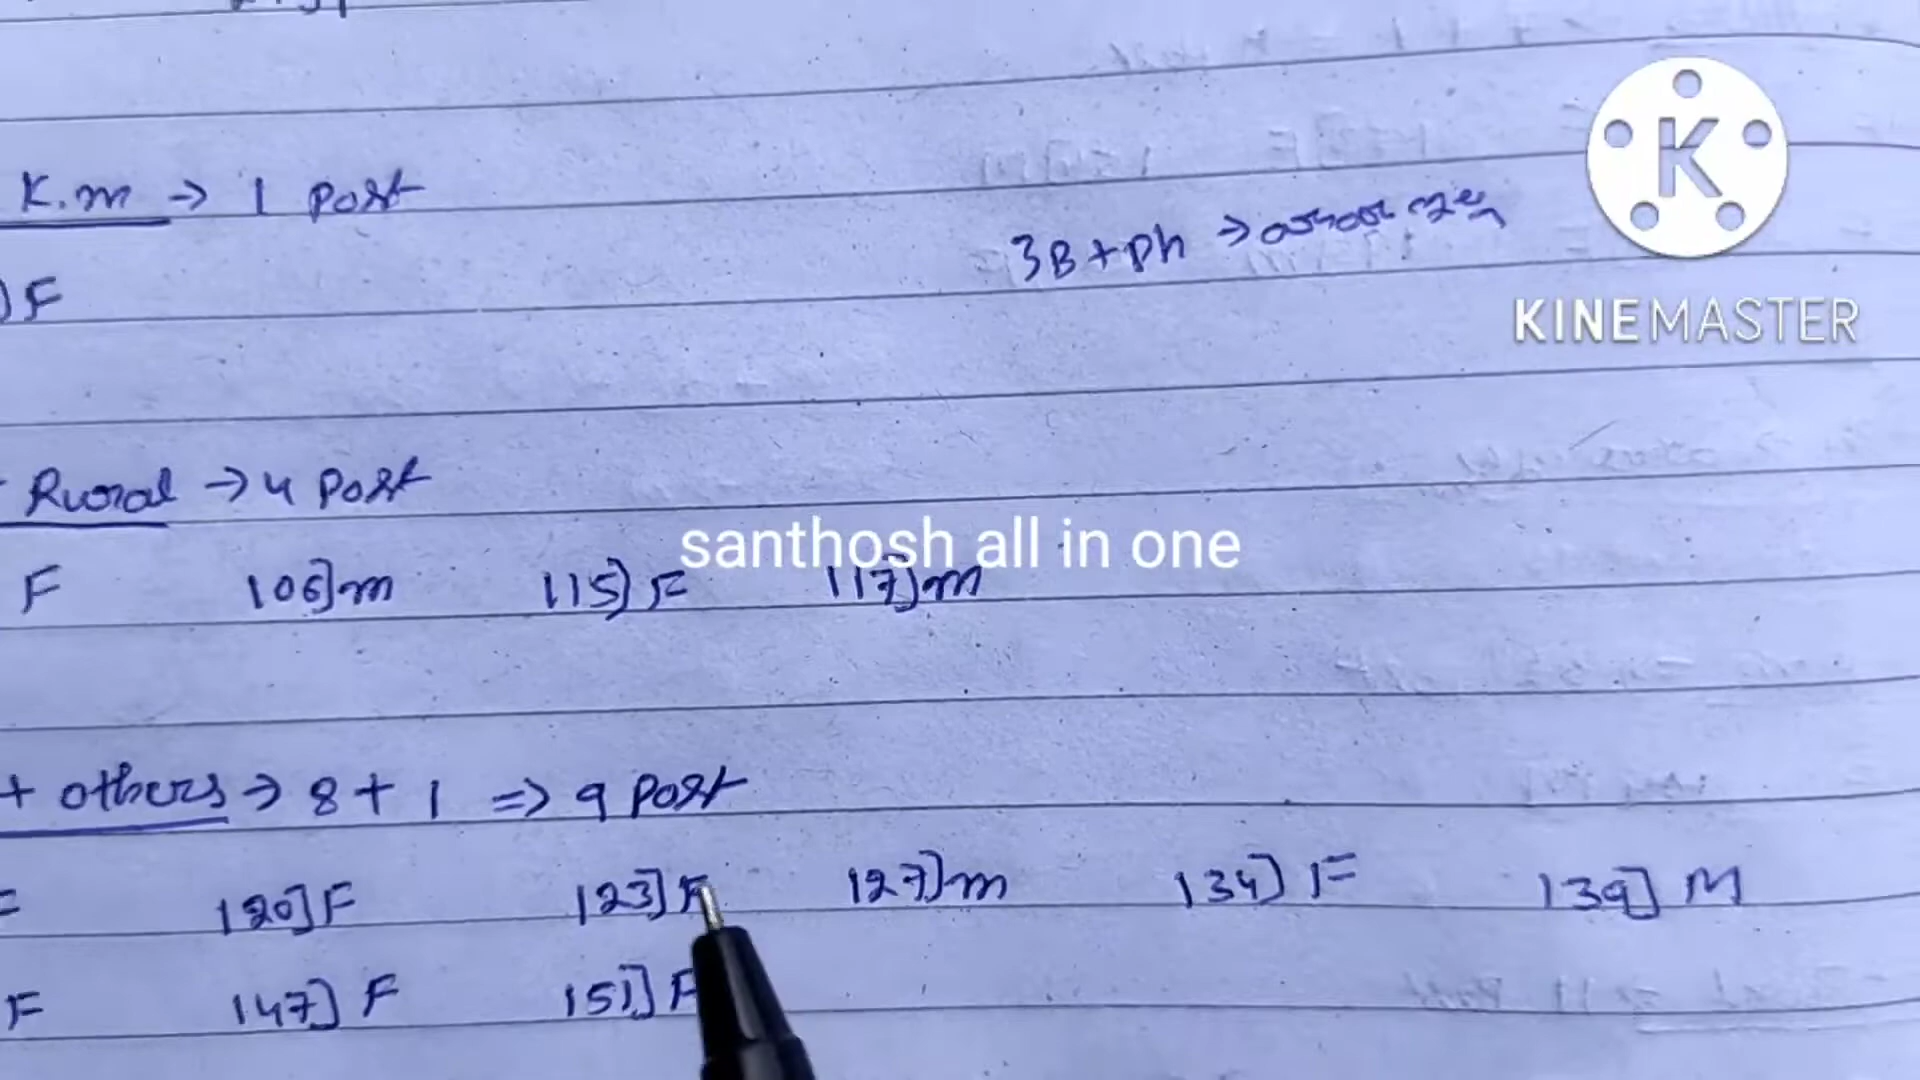 K.m → 1 Post
3B + Ph →
KINEMASTER
) F
Rural → 4 Post
santhosh all in one
F 106]m 115] F 117]m
+ others → 8 + 1 => 9 Post
F 120]F 123]F 127]m 134] F 139] M
F 147] F 151] F